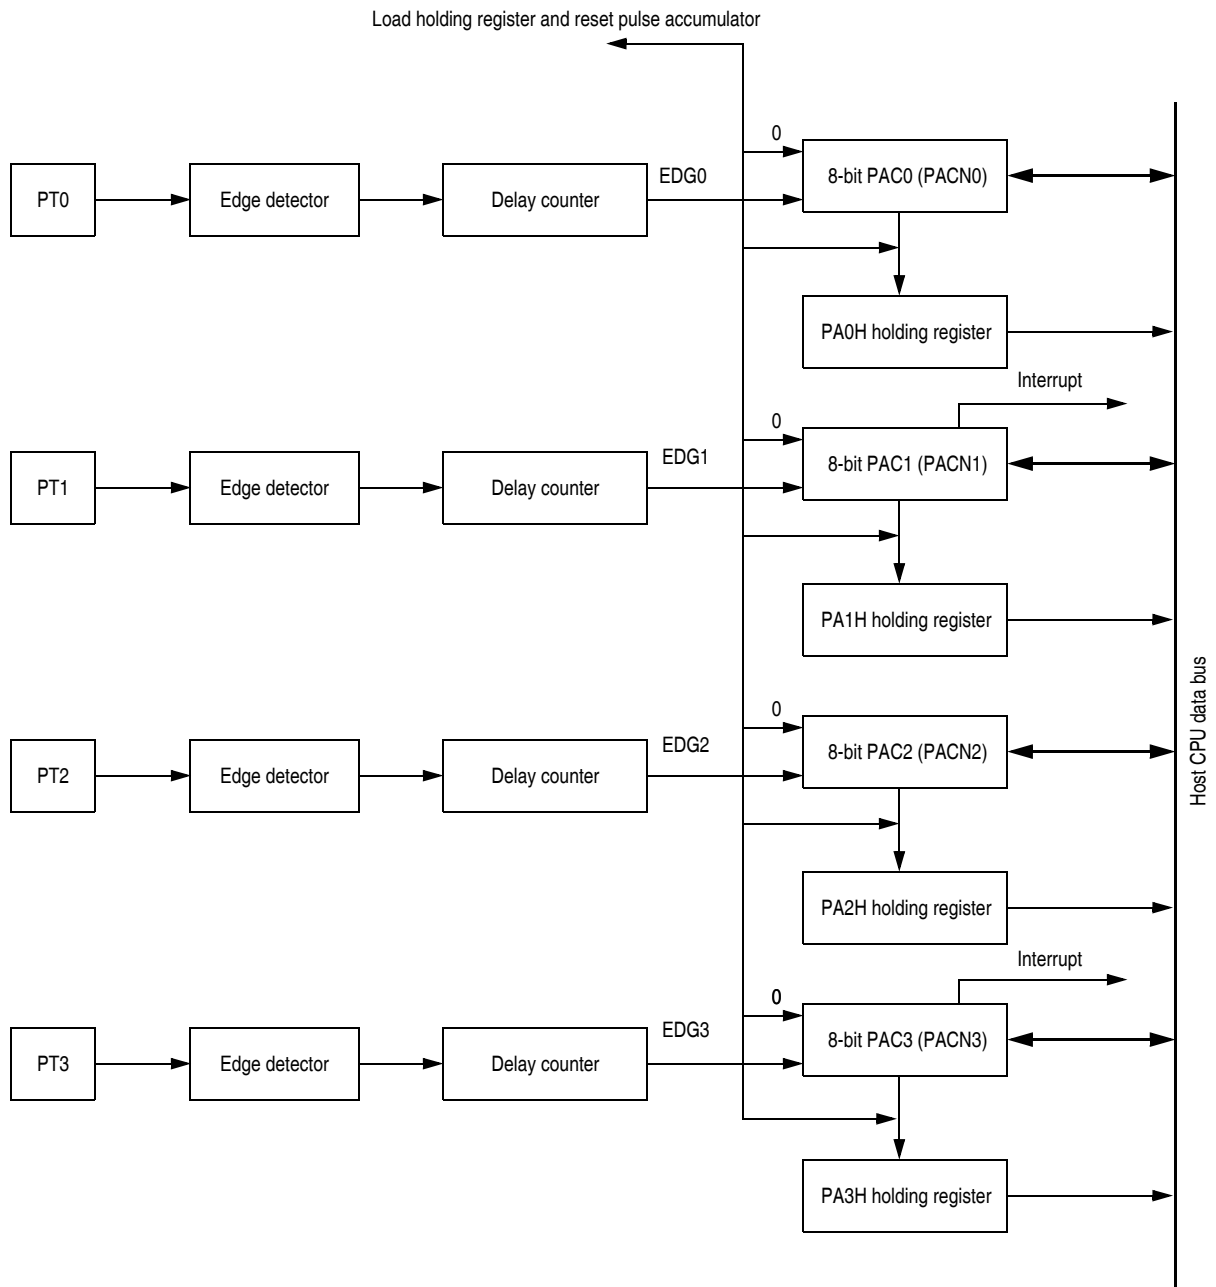 Load holding register and reset pulse accumulator
0
EDG0
8-bit PAC0 (PACN0)
PT0
Edge detector
Delay counter
PA0H holding register
Interrupt
0
EDG1
8-bit PAC1 (PACN1)
PT1
Edge detector
Delay counter
PA1H holding register
Host CPU data bus
0
EDG2
8-bit PAC2 (PACN2)
PT2
Edge detector
Delay counter
PA2H holding register
Interrupt
0
EDG3
8-bit PAC3 (PACN3)
PT3
Edge detector
Delay counter
PA3H holding register